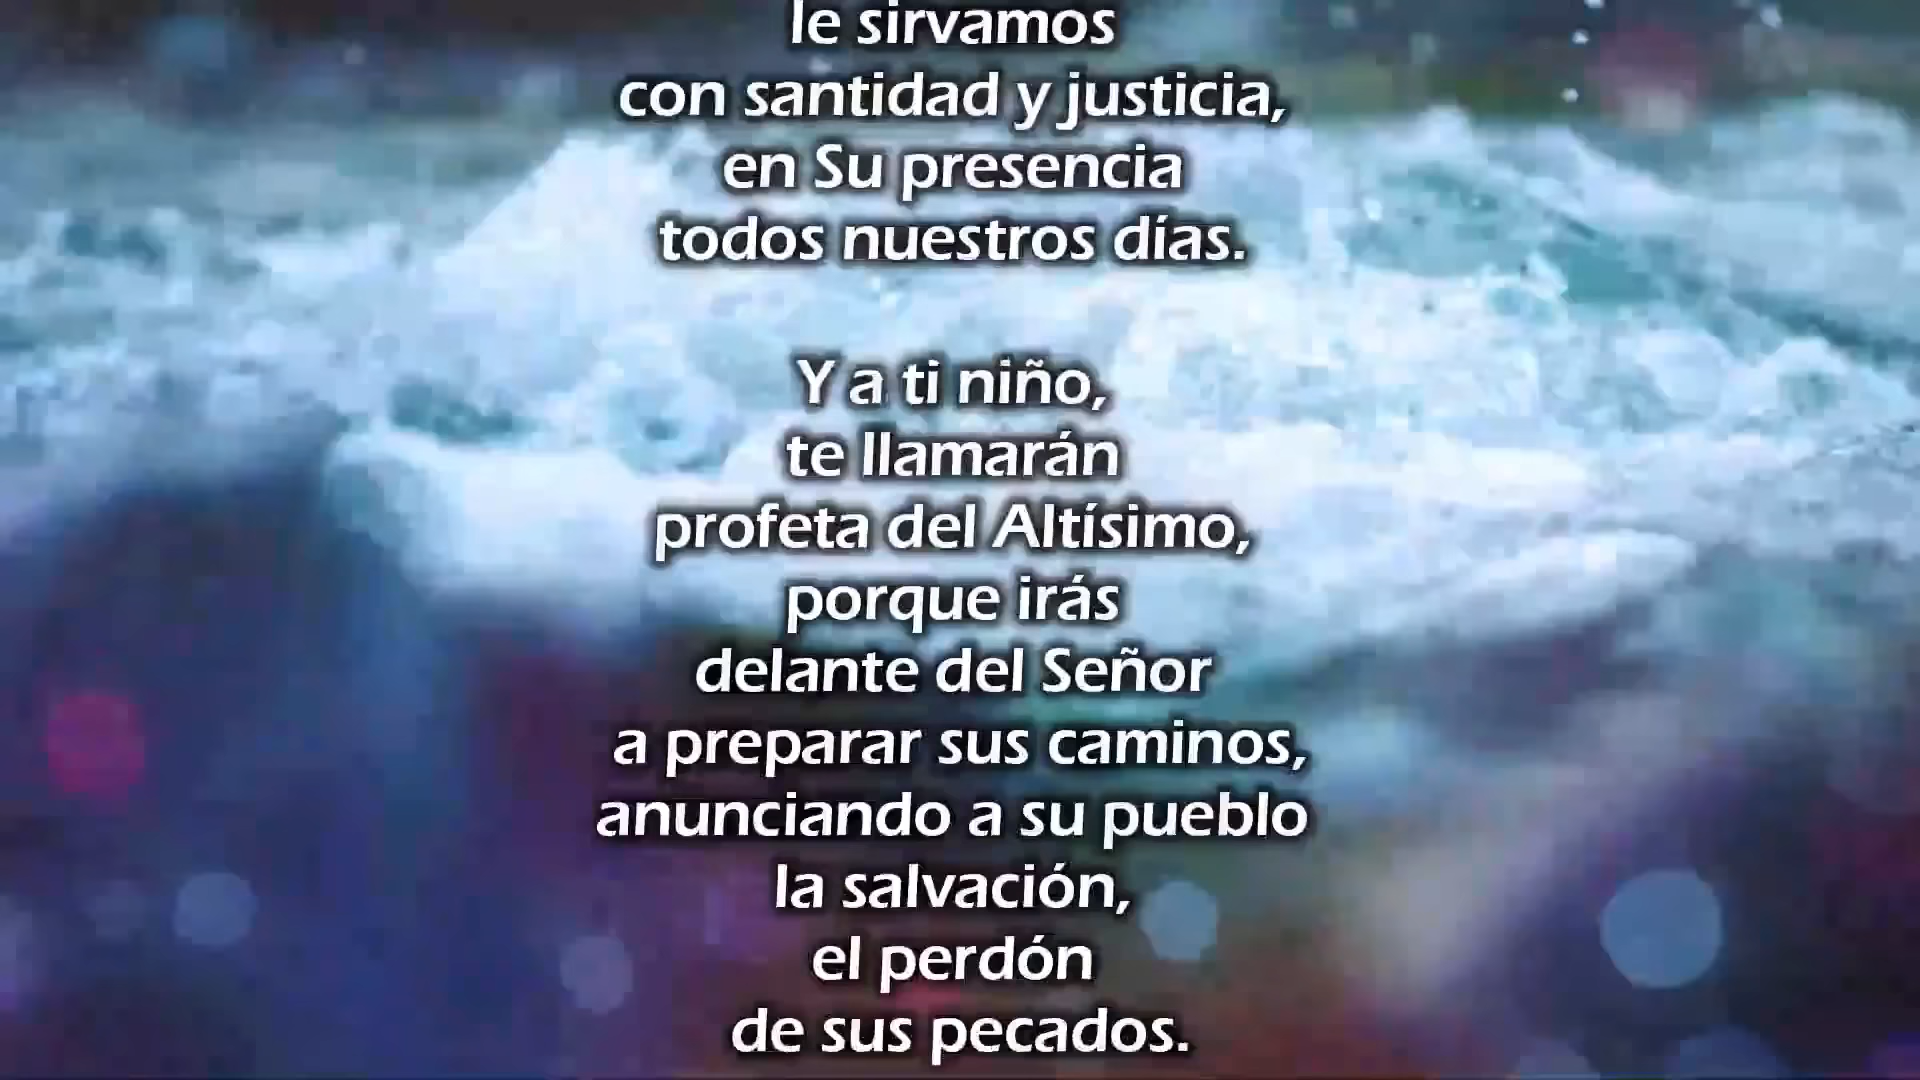 le sirvamos
con santidad y justicia,
en Su presencia
todos nuestros días.
Y a ti niño,
te llamarán
profeta del Altísimo,
porque irás
delante del Señor
a preparar sus caminos,
anunciando a su pueblo
la salvación,
el perdón
de sus pecados.